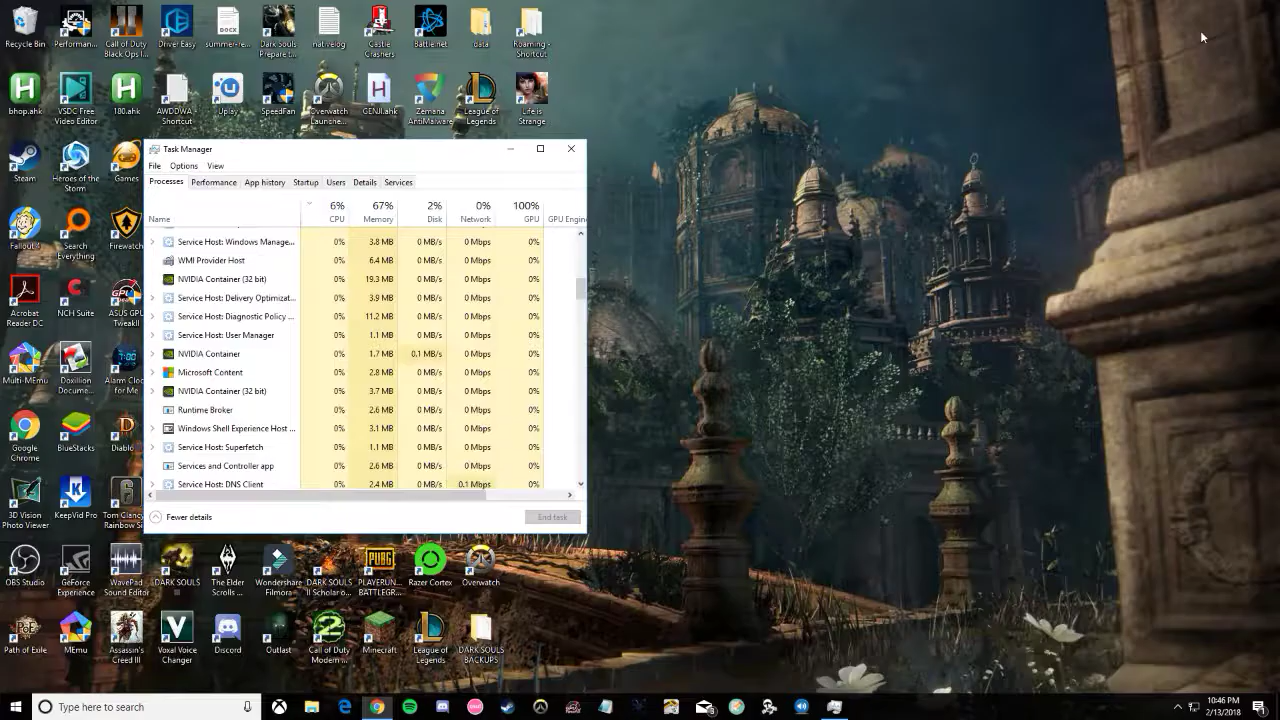 Recycle Bin
Performan...
Call of Duty
Black Ops I...
Driver Easy
summer-re...
Dark Souls
Prepare t...
nativelog
Castle
Crashers
Battle.net
data
Roaming -
Shortcut
bhop.ahk
VSDC Free
Video Editor
180.ahk
AWDDWA -
Shortcut
Uplay
SpeedFan
Overwatch
Launche...
GENJI.ahk
Zemana
AntiMalware
League of
Legends
Life is
Strange
Steam
Heroes of the
Storm
Games
Fallout 4
Search
Everything
Firewatch
Acrobat
Reader DC
NCH Suite
ASUS GPU
TweakII
Multi-MEmu
Doxillion
Docume...
Alarm Cloc
for Me
Google
Chrome
BlueStacks
Diablo
3D Vision
Photo Viewer
KeepVid Pro
Tom Clancy
Rainbow Si
Task Manager
File Options View
Processes Performance App history Startup Users Details Services
6% 67% 2% 0% 100%
Name CPU Memory Disk Network GPU GPU Engin
Service Host: Windows Manage... 0% 3.8 MB 0 MB/s 0 Mbps 0%
WMI Provider Host 0% 6.4 MB 0 MB/s 0 Mbps 0%
NVIDIA Container (32 bit) 0% 19.3 MB 0 MB/s 0 Mbps 0%
Service Host: Delivery Optimizat... 0% 3.9 MB 0 MB/s 0 Mbps 0%
Service Host: Diagnostic Policy ... 0% 11.2 MB 0 MB/s 0 Mbps 0%
Service Host: User Manager 0% 1.1 MB 0 MB/s 0 Mbps 0%
NVIDIA Container 0% 1.7 MB 0.1 MB/s 0 Mbps 0%
Microsoft Content 0% 2.8 MB 0 MB/s 0 Mbps 0%
NVIDIA Container (32 bit) 0% 3.7 MB 0 MB/s 0 Mbps 0%
Runtime Broker 0% 2.6 MB 0 MB/s 0 Mbps 0%
Windows Shell Experience Host ... 0% 3.1 MB 0 MB/s 0 Mbps 0%
Service Host: Superfetch 0% 1.1 MB 0 MB/s 0 Mbps 0%
Services and Controller app 0% 2.6 MB 0 MB/s 0 Mbps 0%
Service Host: DNS Client 0% 2.4 MB 0 MB/s 0.1 Mbps 0%
Fewer details
End task
OBS Studio
GeForce
Experience
WavePad
Sound Editor
DARK SOULS
III
The Elder
Scrolls ...
Wondershare
Filmora
DARK SOULS
II Scholar o...
PLAYERUN...
BATTLEGR...
Razer Cortex
Overwatch
Path of Exile
MEmu
Assassin's
Creed III
Voxal Voice
Changer
Discord
Outlast
Call of Duty
Modern ...
Minecraft
League of
Legends
DARK SOULS
BACKUPS
Type here to search
10:46 PM
2/13/2018